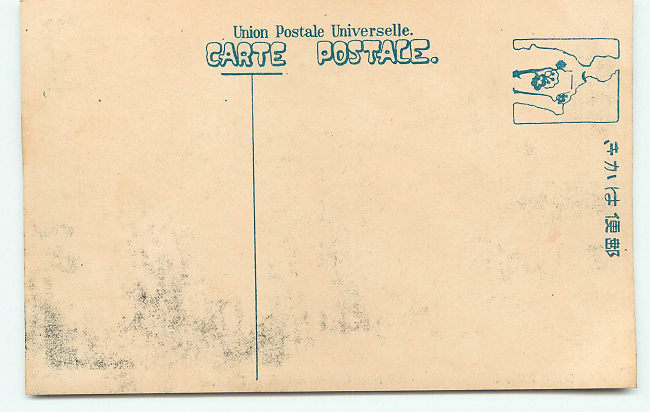 Union Postale Universelle.
CARTE POSTALE.
郵便はかき